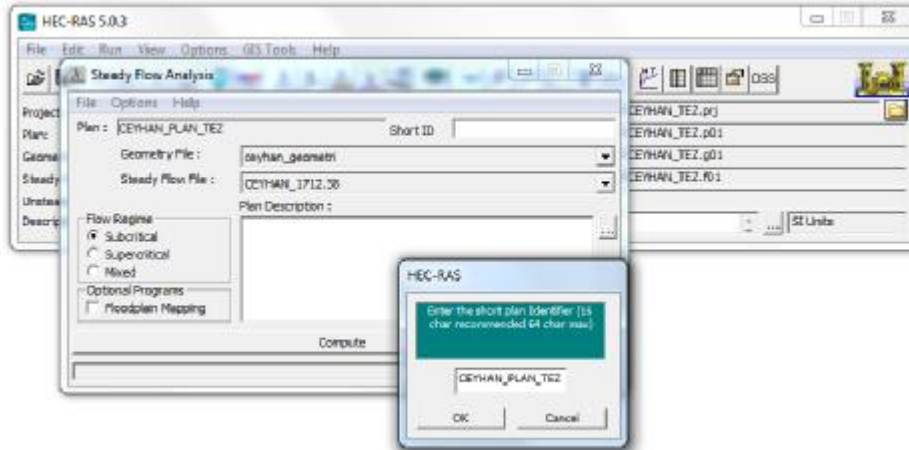 HEC-RAS 5.0.3
File Edit Run View Options GIS Tools Help
Steady Flow Analysis
File Options Help
Project
CEYHAN_TEZ.prj
Plan: CEYHAN_PLAN_TEZ Short ID
Plan:
CEYHAN_TEZ.p01
Geometry File : ceyhan_geometri
CEYHAN_TEZ.g01
Steady Flow File : CEYHAN_1712.38
Steady
CEYHAN_TEZ.f01
Plan Description :
Descrip
SI Units
Flow Regime
Subcritical
Supercritical
Mixed
Optional Programs
Floodplain Mapping
Compute
HEC-RAS
Enter the short plan Identifier (16
char recommended 64 char max)
CEYHAN_PLAN_TEZ
OK Cancel